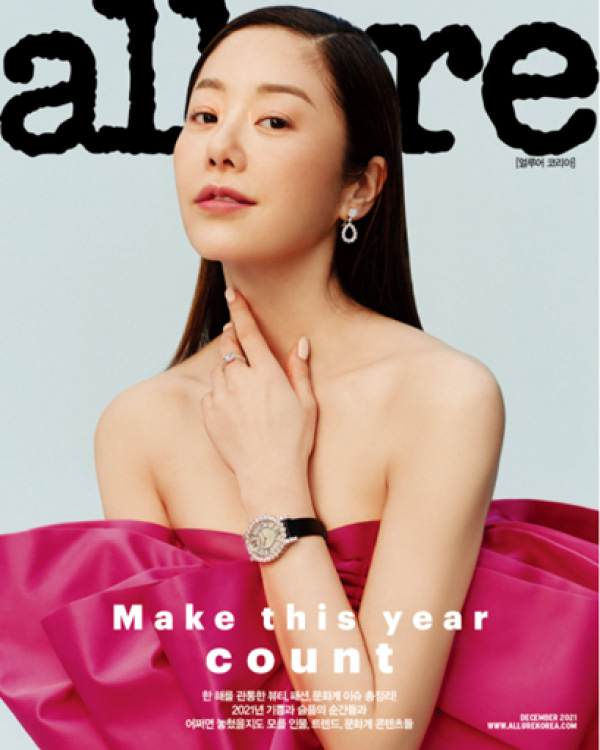 allure
[얼루어 코리아]
Make this year
count
한 해를 관통한 뷰티, 패션, 문화계 이슈 총정리!
2021년 기쁨과 슬픔의 순간들과
어쩌면 놓쳤을지도 모를 인물, 트렌드, 문화계 콘텐츠들
DECEMBER 2021
WWW.ALLUREKOREA.COM